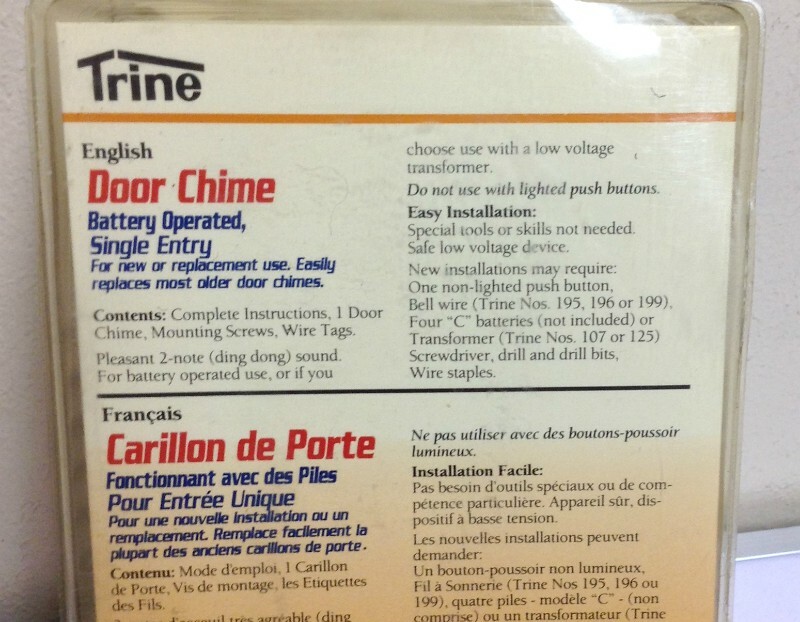 Trine
English
Door Chime
Battery Operated,
Single Entry
For new or replacement use. Easily
replaces most older door chimes.
Contents: Complete Instructions, 1 Door
Chime, Mounting Screws, Wire Tags.
Pleasant 2-note (ding dong) sound.
For battery operated use, or if you
choose use with a low voltage
transformer.
Do not use with lighted push buttons.
Easy Installation:
Special tools or skills not needed.
Safe low voltage device.
New installations may require:
One non-lighted push button,
Bell wire (Trine Nos. 195, 196 or 199),
Four "C" batteries (not included) or
Transformer (Trine Nos. 107 or 125)
Screwdriver, drill and drill bits,
Wire staples.
Français
Carillon de Porte
Fonctionnant avec des Piles
Pour Entrée Unique
Pour une nouvelle installation ou un
remplacement. Remplace facilement la
plupart des anciens carillons de porte.
Contenu: Mode d'emploi, 1 Carillon
de Porte, Vis de montage, les Etiquettes
des Fils.
très agréable (ding
Ne pas utiliser avec des boutons-poussoir
lumineux.
Installation Facile:
Pas besoin d'outils spéciaux ou de com-
pétence particulière. Appareil sûr, dis-
positif à basse tension.
Les nouvelles installations peuvent
demander:
Un bouton-poussoir non lumineux,
Fil à Sonnerie (Trine Nos 195, 196 ou
199), quatre piles - modèle "C" - (non
comprise) ou un transformateur (Trine